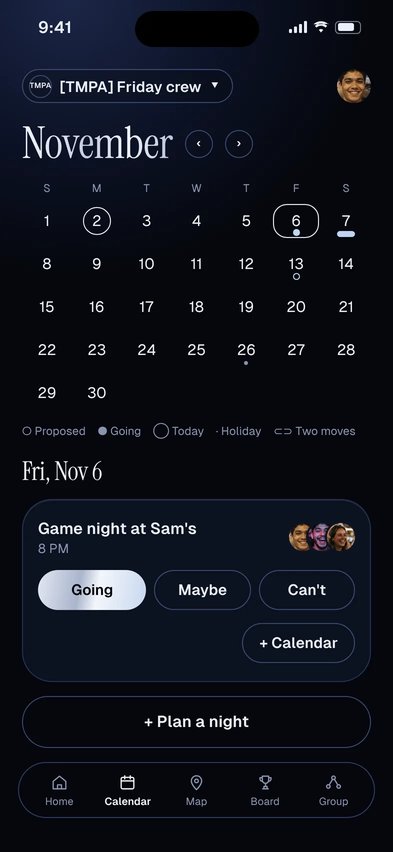 9:41
TMPA [TMPA] Friday crew ▼
November ‹ ›
S M T W T F S
1 2 3 4 5 6 7
8 9 10 11 12 13 14
15 16 17 18 19 20 21
22 23 24 25 26 27 28
29 30
Proposed Going Today Holiday Two moves
Fri, Nov 6
Game night at Sam's
8 PM
Going Maybe Can't
+ Calendar
+ Plan a night
Home Calendar Map Board Group